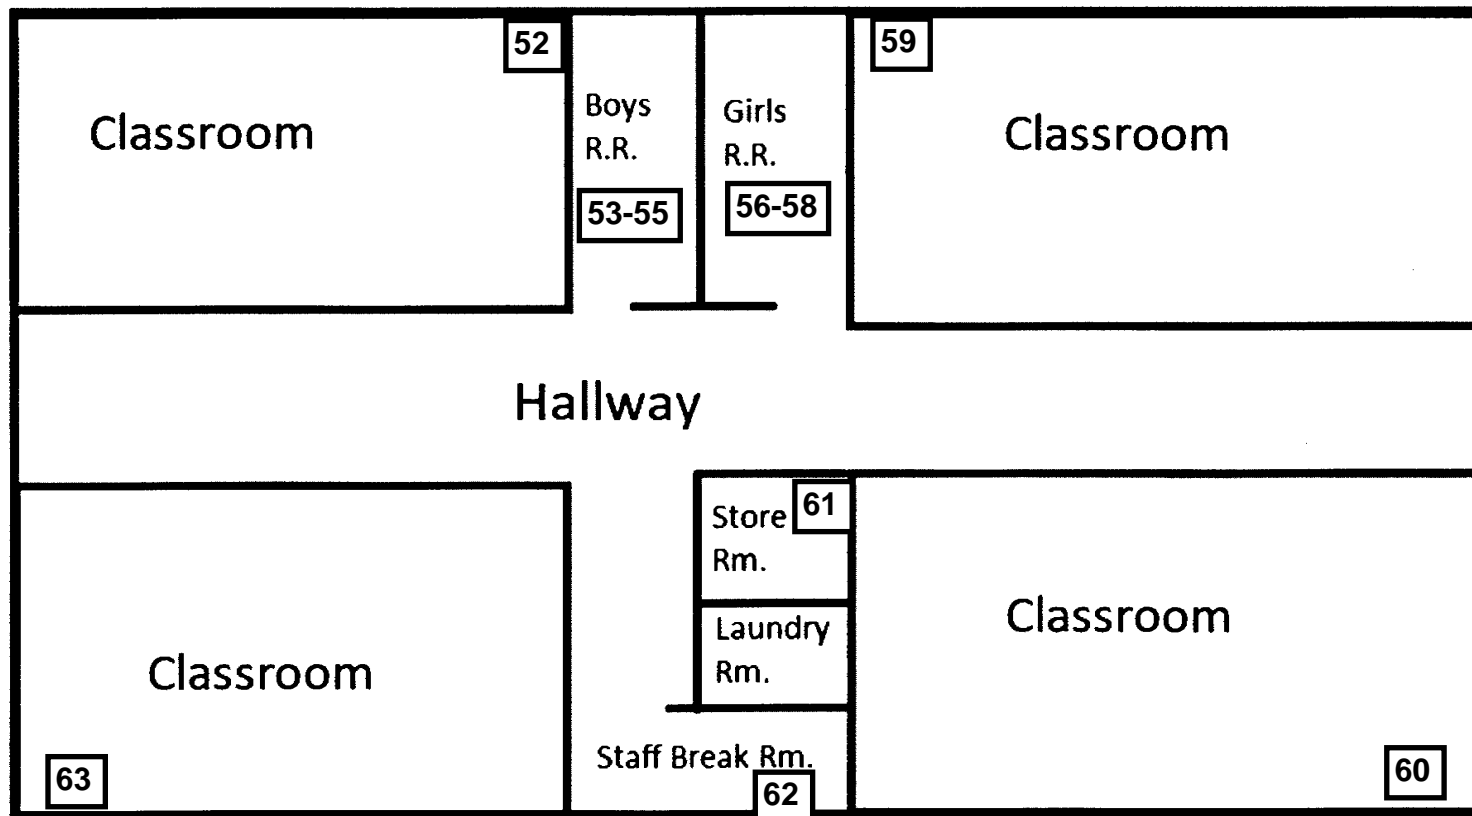 52
59
Boys
R.R.
Girls
R.R.
Classroom
Classroom
53-55
56-58
Hallway
Store
Rm.
61
Laundry
Rm.
Classroom
Classroom
Staff Break Rm.
63
62
60